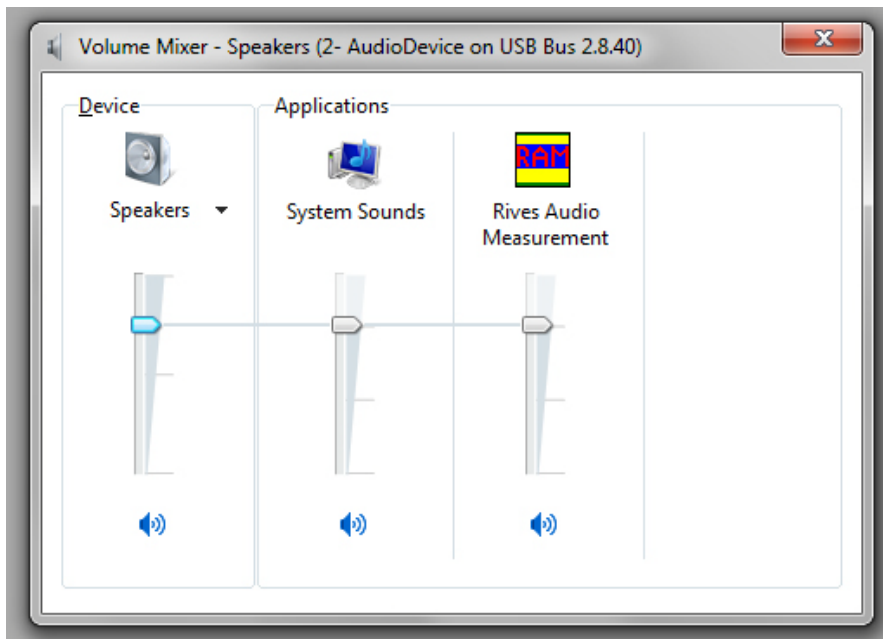 Volume Mixer - Speakers (2- AudioDevice on USB Bus 2.8.40)
Device
Applications
RAM
Speakers
System Sounds
Rives Audio
Measurement